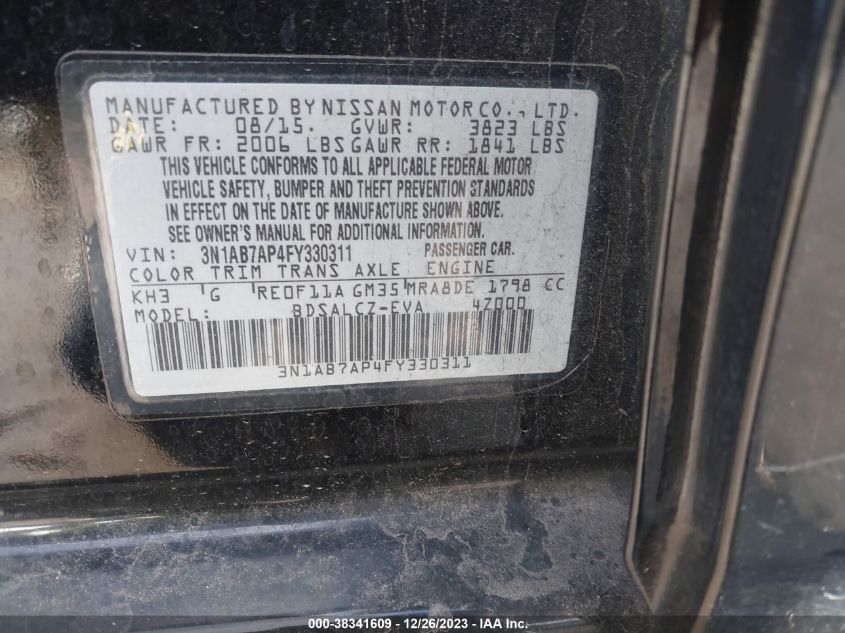 MANUFACTURED BY NISSAN MOTOR CO., LTD.
DATE: 08/15. GVWR: 3823 LBS
GAWR FR: 2006 LBS GAWR RR: 1841 LBS
THIS VEHICLE CONFORMS TO ALL APPLICABLE FEDERAL MOTOR
VEHICLE SAFETY, BUMPER AND THEFT PREVENTION STANDARDS
IN EFFECT ON THE DATE OF MANUFACTURE SHOWN ABOVE.
SEE OWNER'S MANUAL FOR ADDITIONAL INFORMATION.
VIN: 3N1AB7AP4FY330311 PASSENGER CAR.
COLOR TRIM TRANS AXLE ENGINE
KH3 G RE0F11A GM35 MRA8DE 1798 CC
MODEL: BDSALCZ-EVA 4Z000
3N1AB7AP4FY330311
000-38341609 - 12/26/2023 - IAA Inc.